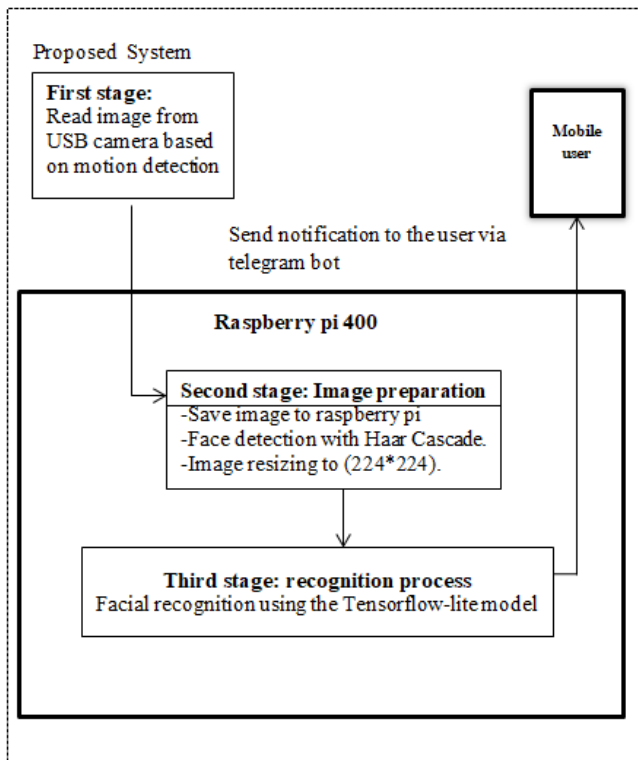 Proposed System
First stage:
Read image from
USB camera based
on motion detection
Mobile
user
Send notification to the user via
telegram bot
Raspberry pi 400
Second stage: Image preparation
-Save image to raspberry pi
-Face detection with Haar Cascade.
-Image resizing to (224*224).
Third stage: recognition process
Facial recognition using the Tensorflow-lite model